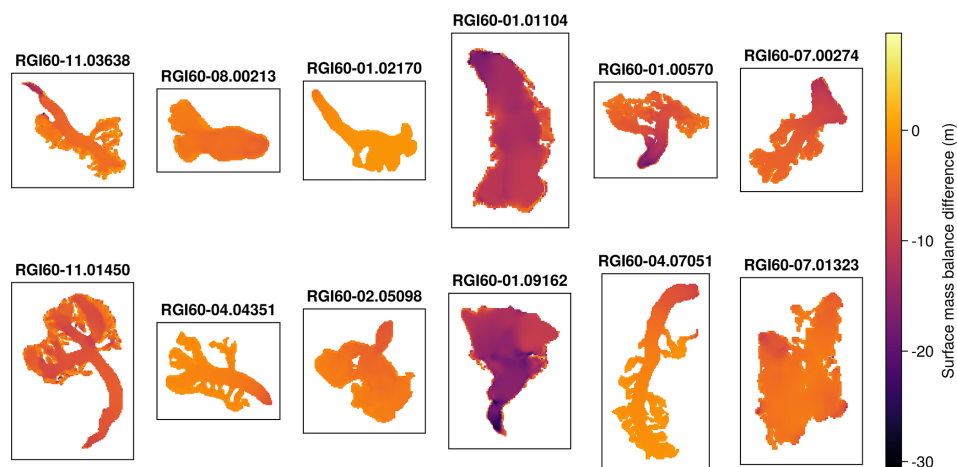 RGI60-11.03638
RGI60-08.00213
RGI60-01.02170
RGI60-01.01104
RGI60-01.00570
RGI60-07.00274
RGI60-11.01450
RGI60-04.04351
RGI60-02.05098
RGI60-01.09162
RGI60-04.07051
RGI60-07.01323
0
-10
-20
-30
Surface mass balance difference (m)